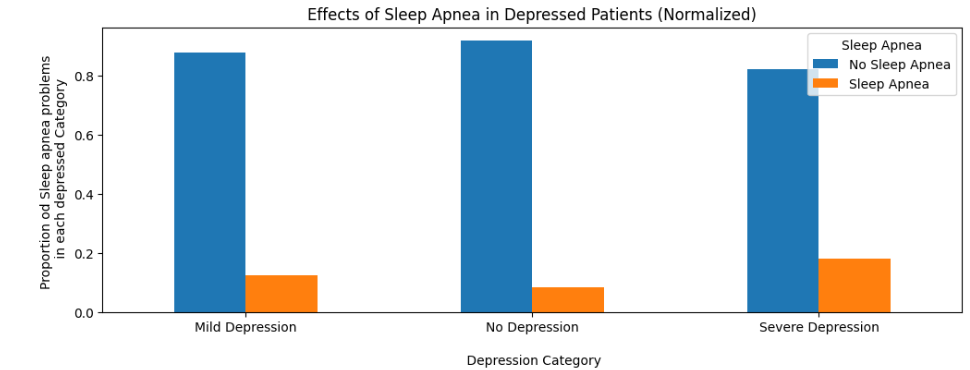 Effects of Sleep Apnea in Depressed Patients (Normalized)
Sleep Apnea
No Sleep Apnea
Sleep Apnea
Proportion od Sleep apnea problems
in each depressed Category
0.8
0.6
0.4
0.2
0.0
Mild Depression
No Depression
Severe Depression
Depression Category